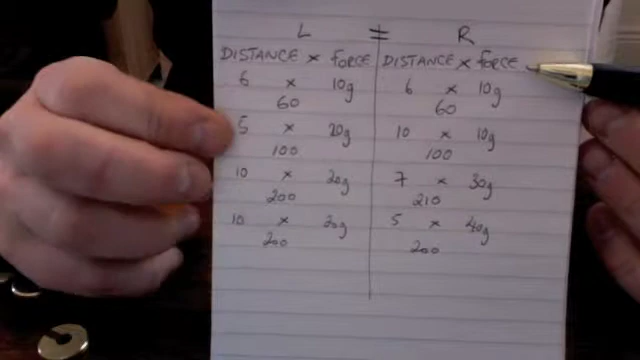 L = R
DISTANCE × FORCE DISTANCE × FORCE
6 × 10g 6 × 10g
60 60
5 × 20g 10 × 10g
100 100
10 × 20g 7 × 30g
200 210
10 × 20g 5 × 40g
200 200